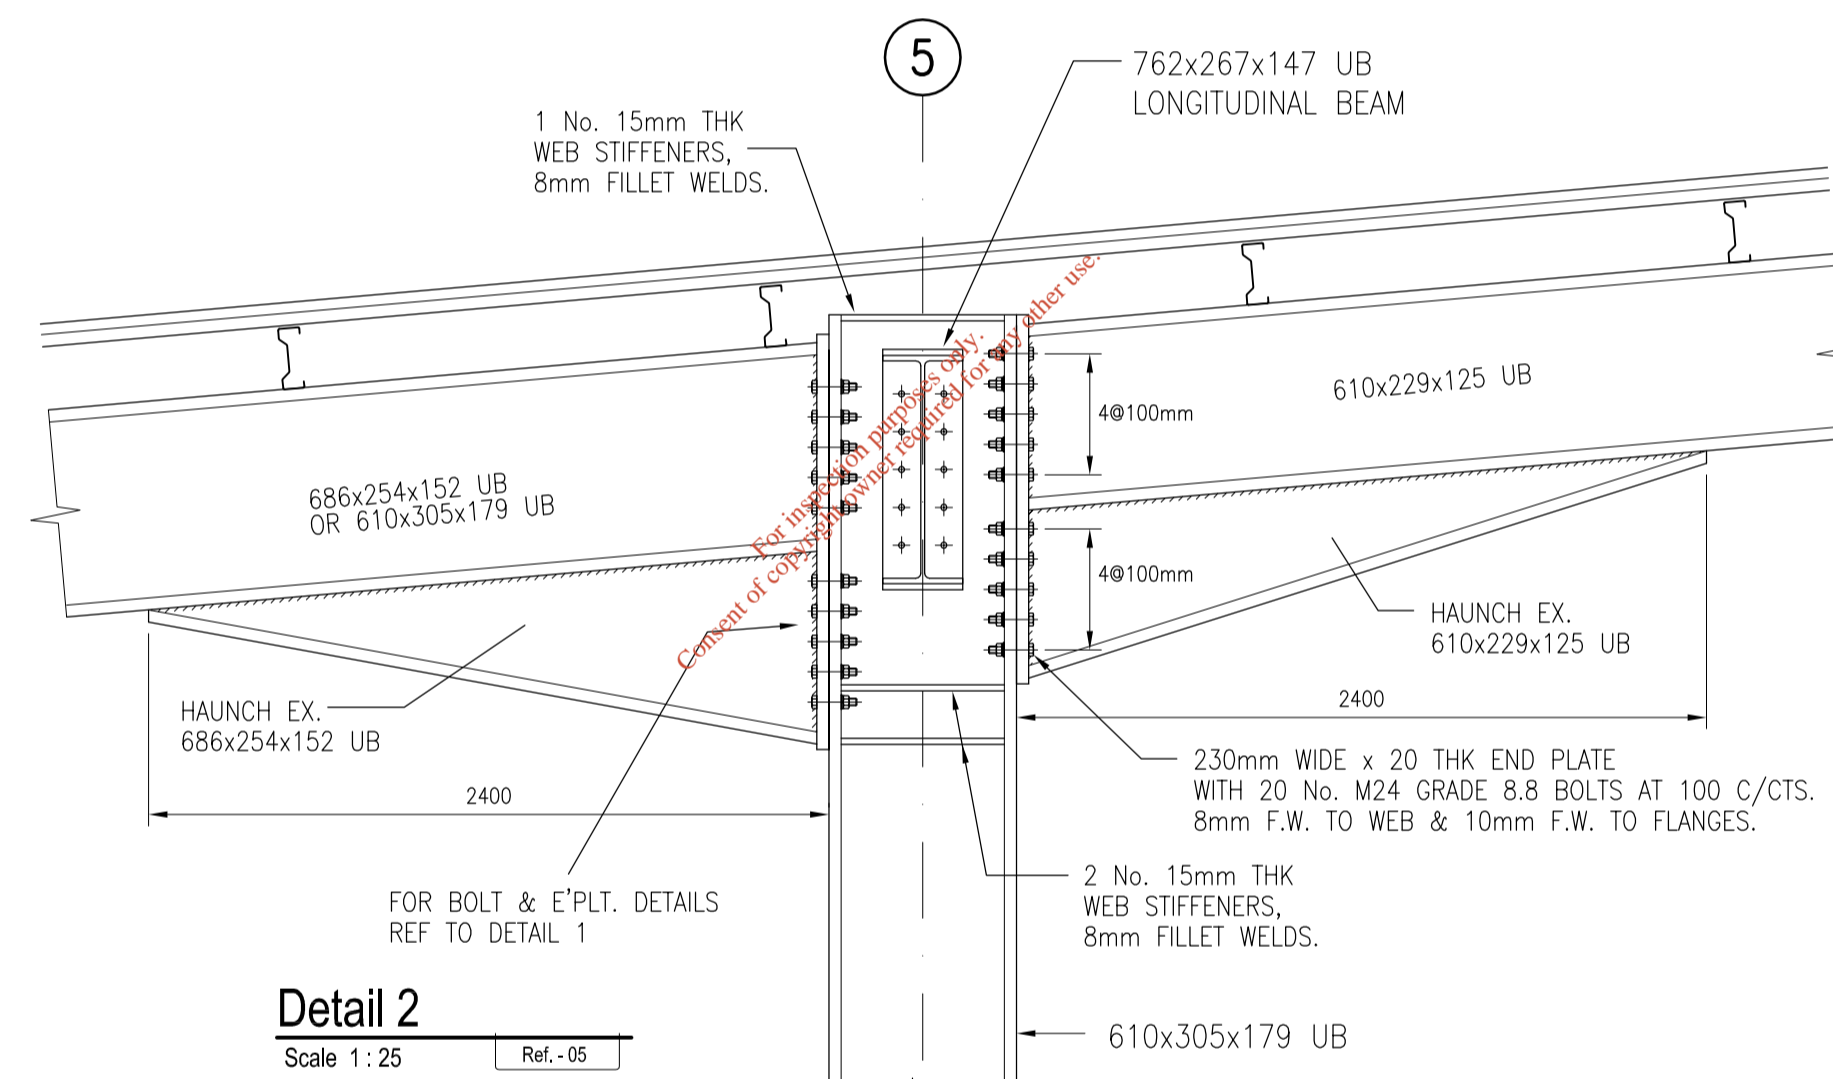 5
762x267x147 UB
LONGITUDINAL BEAM
1 No. 15mm THK
WEB STIFFENERS,
8mm FILLET WELDS.
610x229x125 UB
4@100mm
686x254x152 UB
OR 610x305x179 UB
For inspection purposes only.
Consent of copyright owner required for any other use.
4@100mm
HAUNCH EX.
610x229x125 UB
HAUNCH EX.
686x254x152 UB
2400
2400
230mm WIDE x 20 THK END PLATE
WITH 20 No. M24 GRADE 8.8 BOLTS AT 100 C/CTS.
8mm F.W. TO WEB & 10mm F.W. TO FLANGES.
2 No. 15mm THK
WEB STIFFENERS,
8mm FILLET WELDS.
FOR BOLT & E'PLT. DETAILS
REF TO DETAIL 1
Detail 2
Scale 1 : 25
Ref. - 05
610x305x179 UB